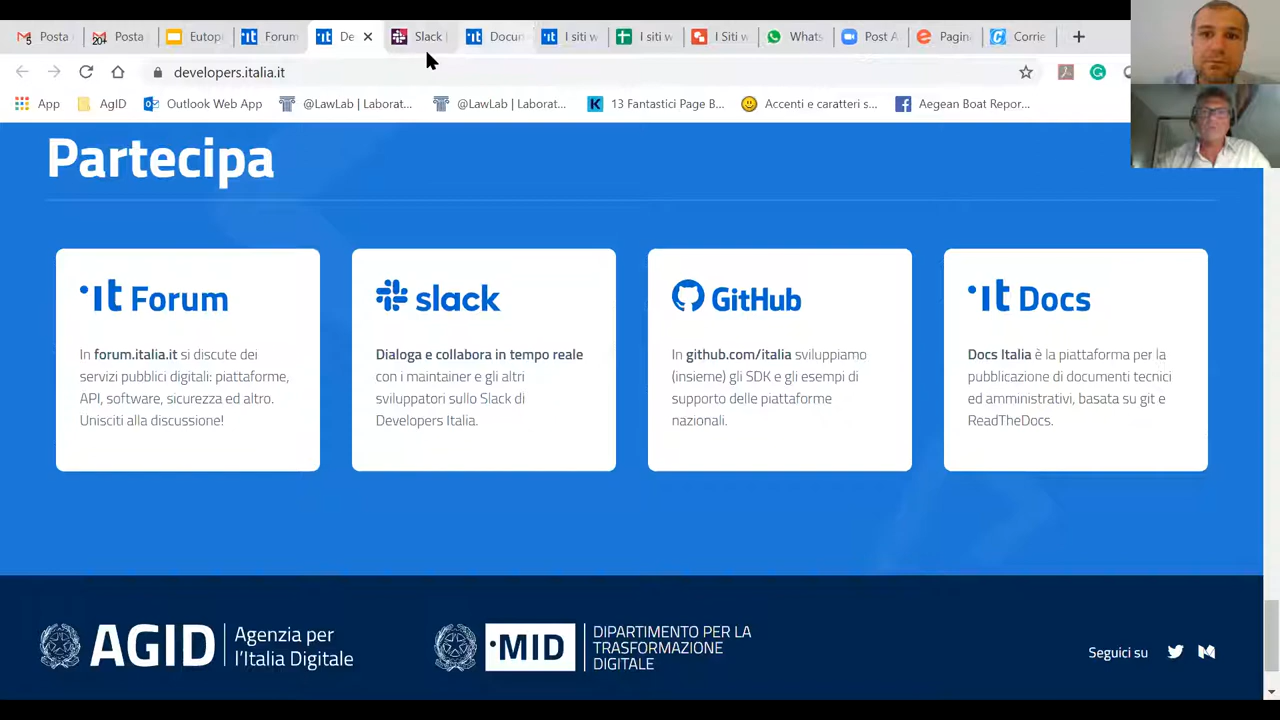 5 Posta
20+ Posta
Eutop
Forum
De
Slack
Docum
I siti w
I siti w
I Siti w
Whats
Post A
Pagin
Corrie
developers.italia.it
App
AgID
Outlook Web App
@LawLab | Laborat...
@LawLab | Laborat...
13 Fantastici Page B...
Accenti e caratteri s...
Aegean Boat Repor...
Partecipa
it Forum
In forum.italia.it si discute dei
servizi pubblici digitali: piattaforme,
API, software, sicurezza ed altro.
Unisciti alla discussione!
slack
Dialoga e collabora in tempo reale
con i maintainer e gli altri
sviluppatori sullo Slack di
Developers Italia.
GitHub
In github.com/italia sviluppiamo
(insieme) gli SDK e gli esempi di
supporto delle piattaforme
nazionali.
it Docs
Docs Italia è la piattaforma per la
pubblicazione di documenti tecnici
ed amministrativi, basata su git e
ReadTheDocs.
AGID
Agenzia per
l'Italia Digitale
MID
DIPARTIMENTO PER LA
TRASFORMAZIONE
DIGITALE
Seguici su